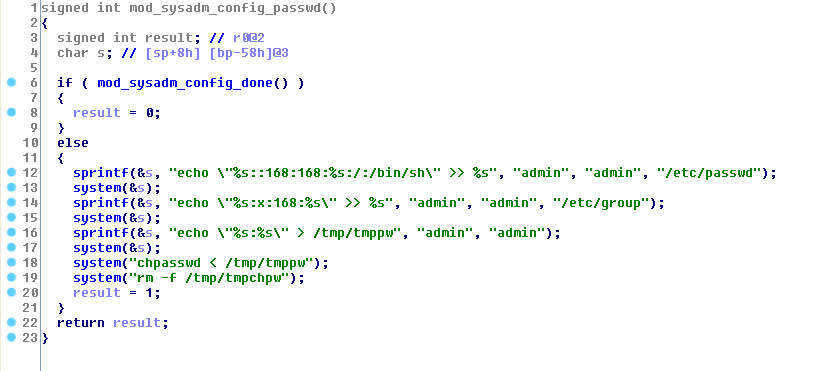 1 signed int mod_sysadm_config_passwd()
2 {
3 signed int result; // r0@2
4 char s; // [sp+8h] [bp-58h]@3
5
6 if ( mod_sysadm_config_done() )
7 {
8 result = 0;
9 }
10 else
11 {
12 sprintf(&s, "echo \"%s::168:168:%s:/:/bin/sh\" >> %s", "admin", "admin", "/etc/passwd");
13 system(&s);
14 sprintf(&s, "echo \"%s:x:168:%s\" >> %s", "admin", "admin", "/etc/group");
15 system(&s);
16 sprintf(&s, "echo \"%s:%s\" > /tmp/tmppw", "admin", "admin");
17 system(&s);
18 system("chpasswd < /tmp/tmppw");
19 system("rm -f /tmp/tmpchpw");
20 result = 1;
21 }
22 return result;
23 }